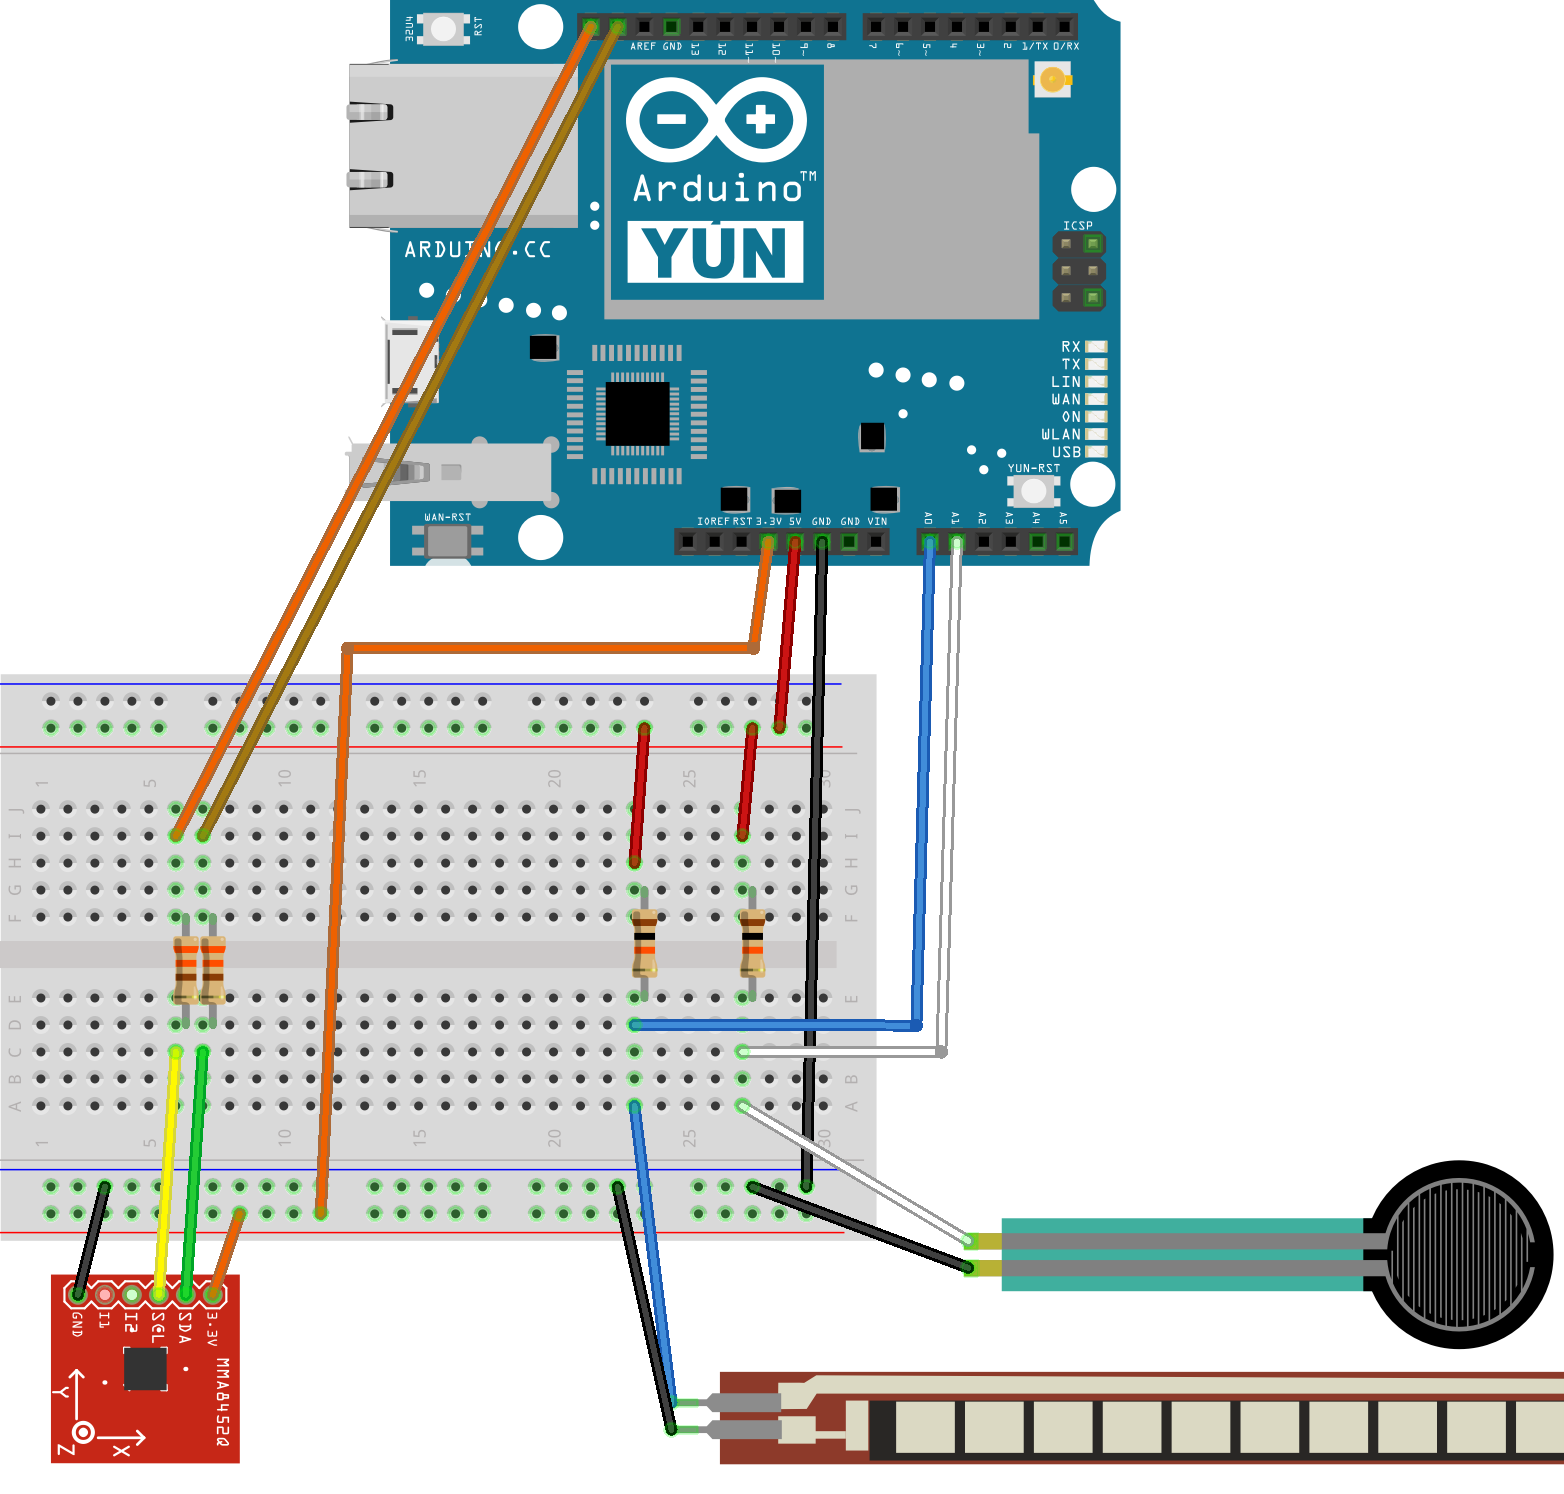 32U4 RST
AREF GND 13 12 11~ 10~ 9~ 8 7 6~ 5~ 4 3~ 2 1/TX 0/RX
Arduino™
YÚN
ARDUINO.CC
ICSP
RX
TX
LIN
WAN
ON
WLAN
USB
YUN-RST
WAN-RST
IOREF RST 3.3V 5V GND GND VIN A0 A1 A2 A3 A4 A5
1 5 10 15 20 25 30
J J
I I
H H
G G
F F
E E
D D
C C
B B
A A
1 5 10 15 20 25 30
GND I1 I2 SCL SDA 3.3V
MMA8452Q
Y
X
Z